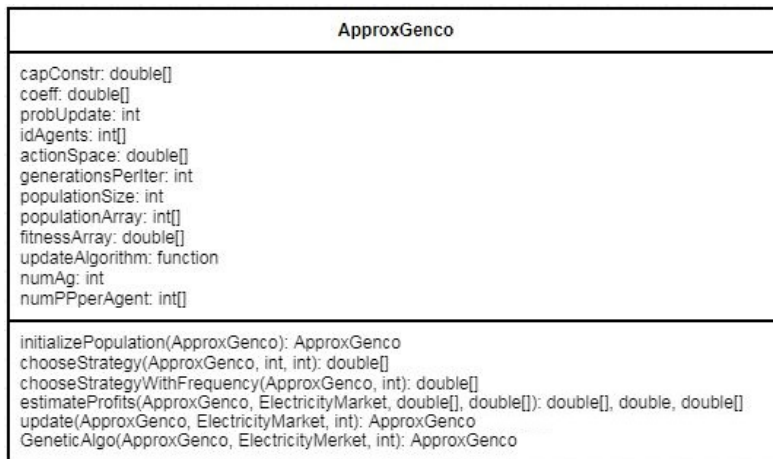 ApproxGenco
capConstr: double[]
coeff: double[]
probUpdate: int
idAgents: int[]
actionSpace: double[]
generationsPerIter: int
populationSize: int
populationArray: int[]
fitnessArray: double[]
updateAlgorithm: function
numAg: int
numPPperAgent: int[]
initializePopulation(ApproxGenco): ApproxGenco
chooseStrategy(ApproxGenco, int, int): double[]
chooseStrategyWithFrequency(ApproxGenco, int): double[]
estimateProfits(ApproxGenco, ElectricityMarket, double[], double[]): double[], double, double[]
update(ApproxGenco, ElectricityMarket, int): ApproxGenco
GeneticAlgo(ApproxGenco, ElectricityMerket, int): ApproxGenco